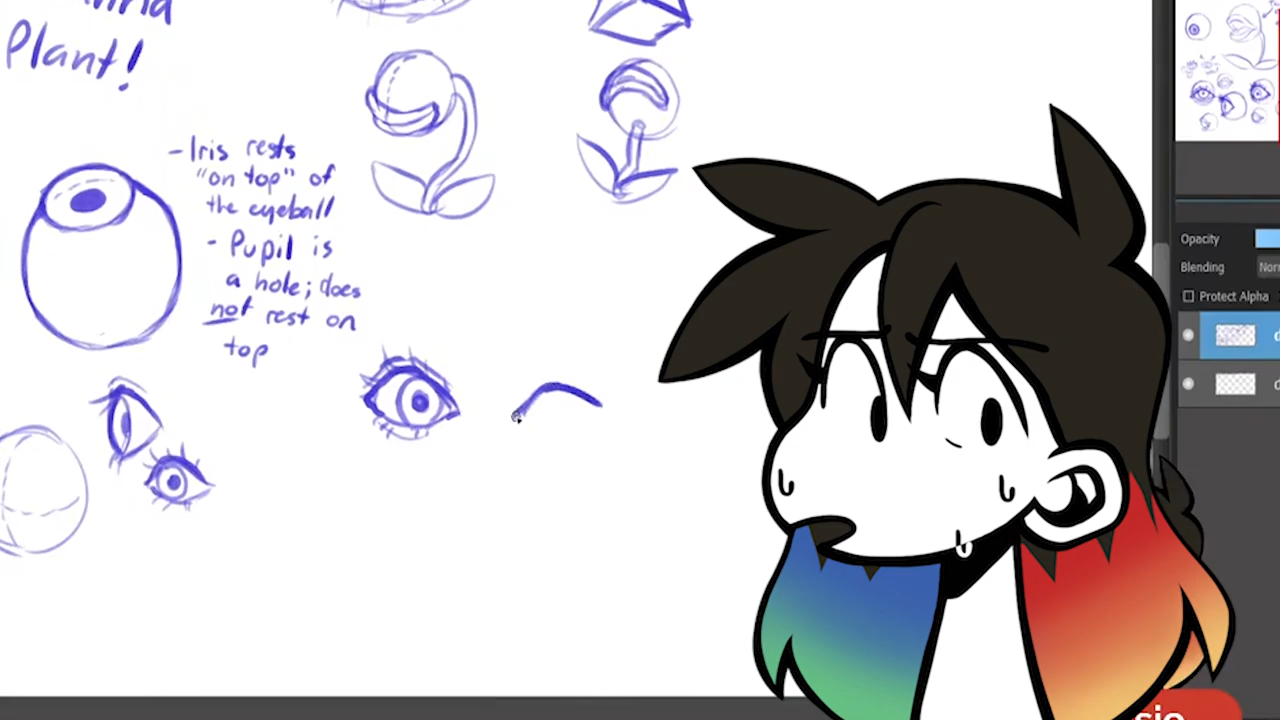 Plant!
- Iris rests
"on top" of
the eyeball
- Pupil is
a hole; does
not rest on
top
Opacity
Blending
Protect Alpha